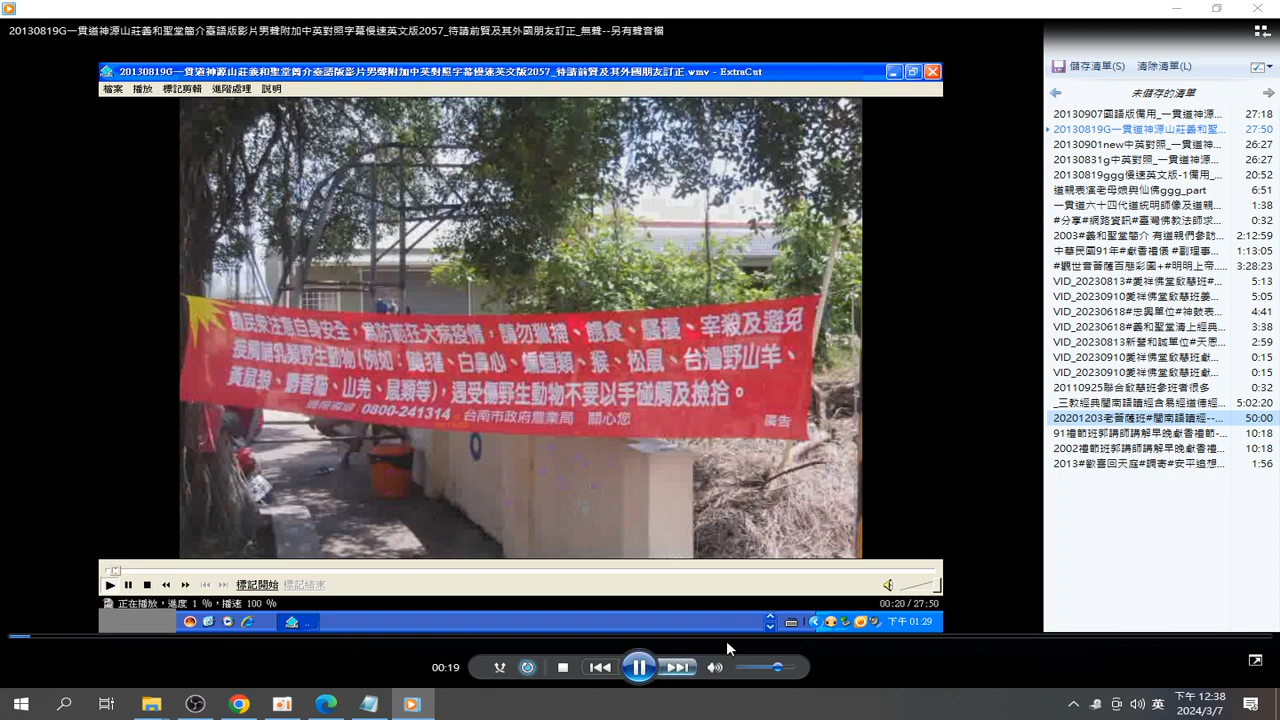 20130819G一貫道神源山莊義和聖堂簡介臺語版影片男聲附加中英對照字幕慢速英文版2057_待請前賢及其外國朋友訂正_無聲--另有聲音檔
20130819G一貫道神源山莊義和聖堂簡介臺語版影片男聲附加中英對照字幕慢速英文版2057_待請前賢及其外國朋友訂正.wmv - ExtraCut
檔案 播放 標記剪輯 進階處理 說明
請民眾注意自身安全，為防範狂犬病疫情，請勿獵捕、餵食、騷擾、宰殺及避免
接觸哺乳類野生動物(例如：鼬獾、白鼻心、蝙蝠類、猴、松鼠、台灣野山羊、
黃鼠狼、麝香貓、山羌、鼠類等)，遇受傷野生動物不要以手碰觸及撿拾。
0800-241314 台南市政府農業局 關心您 廣告
標記開始 標記結束
正在播放，進度 1 %，播速 100 %
00:20 / 27:50
下午 01:29
00:19
儲存清單(S) 清除清單(L)
未儲存的清單
20130907國語版備用_一貫道神源... 27:18
20130819G一貫道神源山莊義和聖... 27:50
20130901new中英對照_一貫道神... 26:27
20130831g中英對照_一貫道神源... 26:27
20130819ggg慢速英文版-1備用_... 20:52
道親表演老母娘與仙佛ggg_part 6:51
一貫道六十四代道統明師像及道親... 1:38
#分享#網路資訊#臺灣佛教法師求... 0:32
2003#義和聖堂簡介 有道親們參訪... 2:12:59
中華民國91年#獻香禮儀 #副理事... 1:13:05
#觀世音菩薩百態彩圖+#明明上帝.... 3:28:23
VID_20230813#愛祥佛堂啟慧班#... 5:13
VID_20230910愛祥佛堂啟慧班姜... 5:05
VID_20230618#忠興單位#神鼓表... 4:41
VID_20230618#義和聖堂清上經典... 3:38
VID_20230813新營和誠單位#天恩... 2:59
VID_20230910愛祥佛堂啟慧班獻... 0:15
VID_20230910愛祥佛堂啟慧班獻... 0:15
20110925聯合啟慧班參班者很多 0:32
_三教經典閩南語讀經含易經道德經... 5:02:20
20201203老菩薩班#閩南語讀經--... 50:00
91禮節班郭講師講解早晚獻香禮節-... 10:18
2002禮節班郭講師講解早晚獻香禮... 10:18
2013#歡喜回天庭#調寄#安平追想... 1:56
英
下午 12:38
2024/3/7